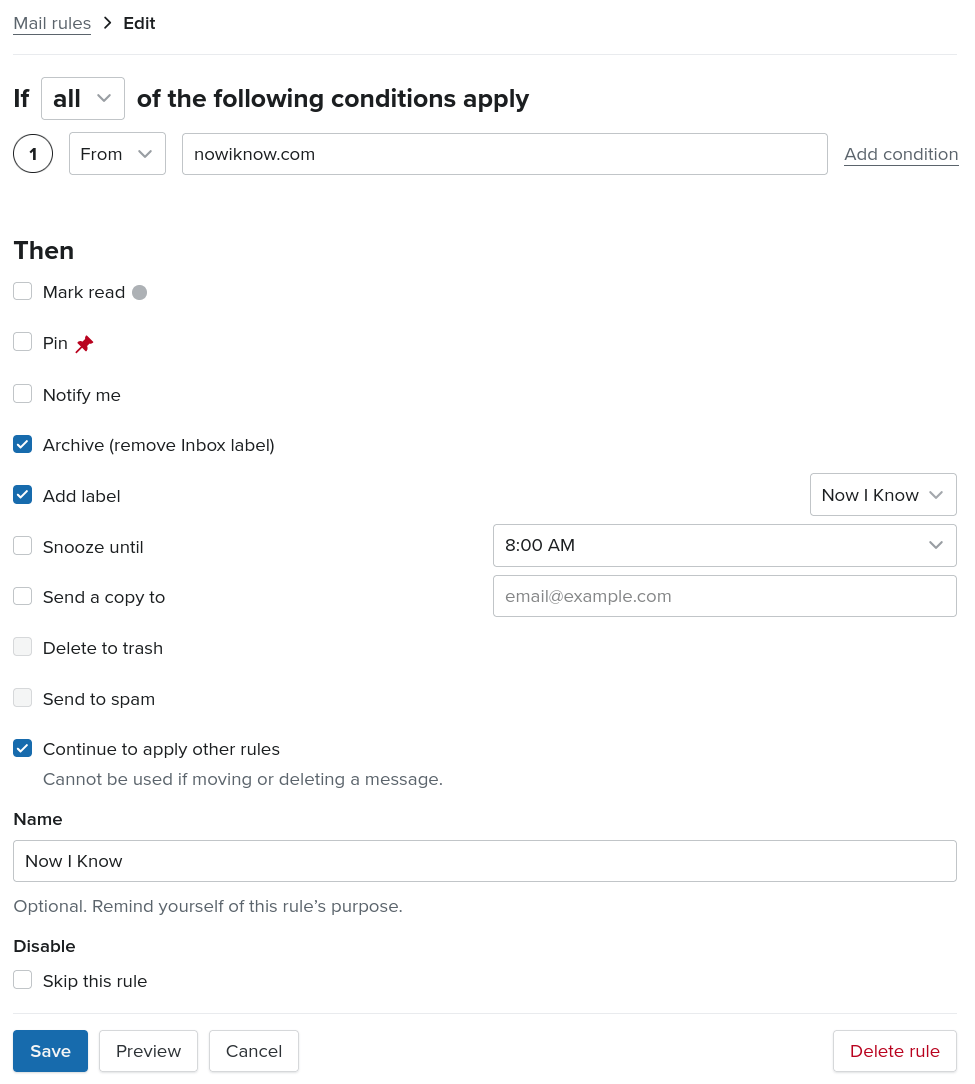 Mail rules > Edit
If all of the following conditions apply
1 From nowiknow.com Add condition
Then
Mark read
Pin
Notify me
Archive (remove Inbox label)
Add label Now I Know
Snooze until 8:00 AM
Send a copy to email@example.com
Delete to trash
Send to spam
Continue to apply other rules
Cannot be used if moving or deleting a message.
Name
Now I Know
Optional. Remind yourself of this rule’s purpose.
Disable
Skip this rule
Save Preview Cancel Delete rule